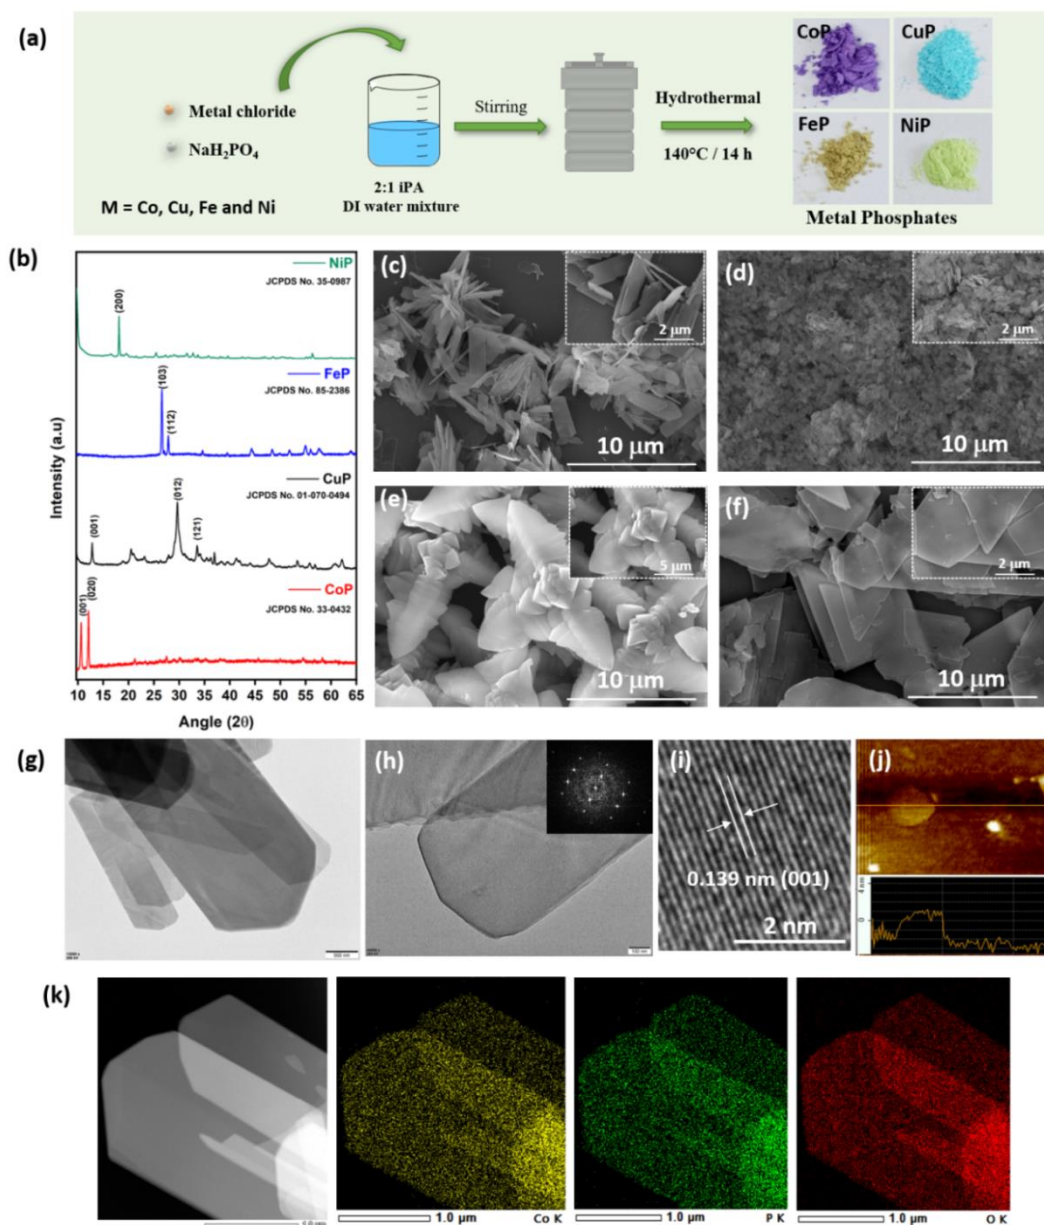 (a)
Metal chloride
NaH2PO4
M = Co, Cu, Fe and Ni
2:1 iPA
DI water mixture
Stirring
Hydrothermal
140°C / 14 h
CoP
CuP
FeP
NiP
Metal Phosphates
(b)
Intensity (a.u)
NiP
JCPDS No. 35-0987
(200)
FeP
JCPDS No. 85-2386
(103)
(112)
CuP
JCPDS No. 01-070-0494
(001)
(012)
(121)
CoP
JCPDS No. 33-0432
(001)
(020)
10 15 20 25 30 35 40 45 50 55 60 65
Angle (2θ)
(c)
2 μm
10 μm
(d)
2 μm
10 μm
(e)
5 μm
10 μm
(f)
2 μm
10 μm
(g)
(h)
(i)
0.139 nm (001)
2 nm
(j)
4 nm
0
(k)
1.0 μm
Co K
1.0 μm
P K
1.0 μm
O K